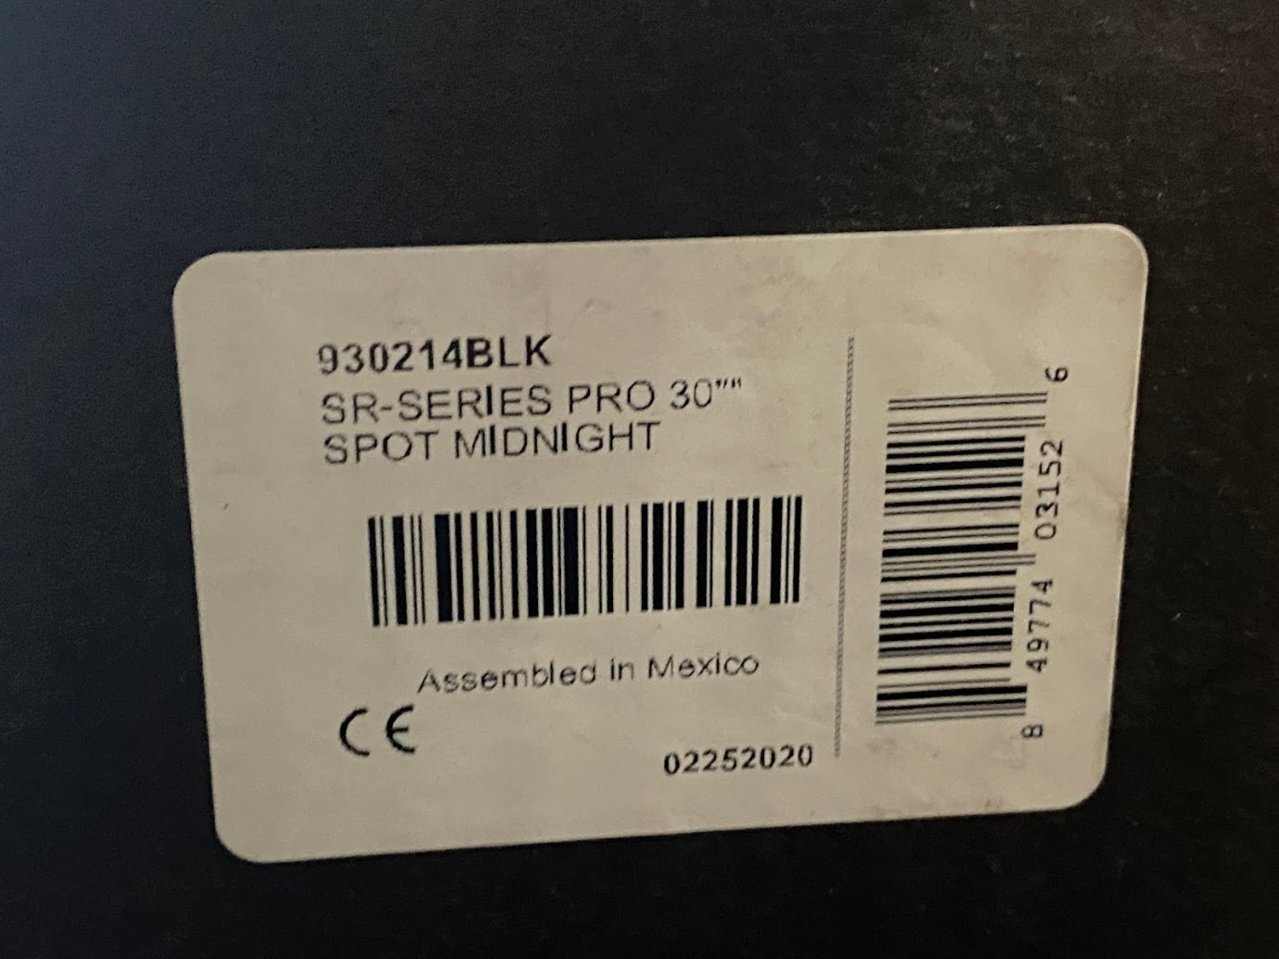 930214BLK
SR-SERIES PRO 30""
SPOT MIDNIGHT
Assembled in Mexico
CE
02252020
8 49774 03152 6